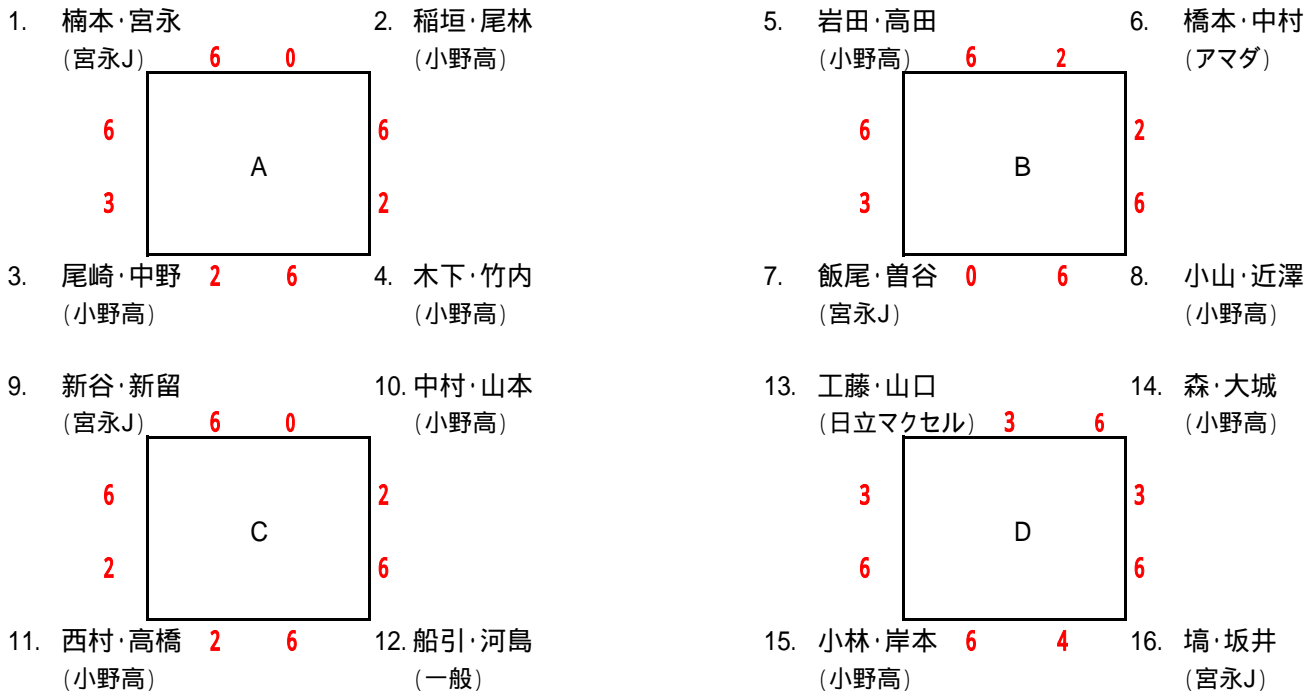 1. 楠本・宮永 2. 稲垣・尾林 5. 岩田・高田 6. 橋本・中村
(宮永J) 6 0 (小野高) (小野高) 6 2 (アマダ)
6 6 6 2
A B
3 2 3 6
3. 尾崎・中野 2 6 4. 木下・竹内 7. 飯尾・曽谷 0 6 8. 小山・近澤
(小野高) (小野高) (宮永J) (小野高)
9. 新谷・新留 10. 中村・山本 13. 工藤・山口 14. 森・大城
(宮永J) 6 0 (小野高) (日立マクセル) 3 6 (小野高)
6 2 3 3
C D
2 6 6 6
11. 西村・高橋 2 6 12. 船引・河島 15. 小林・岸本 6 4 16. 塙・坂井
(小野高) (一般) (小野高) (宮永J)